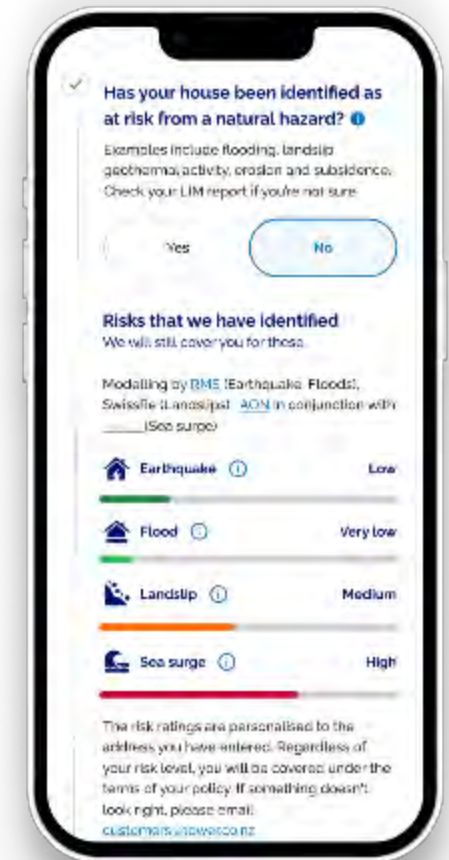 Has your house been identified as
at risk from a natural hazard?
Examples include flooding, landslip
geothermal activity, erosion and subsidence.
Check your LIM report if you're not sure
Yes
No
Risks that we have identified
We will still cover you for these.
Modelling by RMS (Earthquake, Floods),
(Landslips), AON in conjunction with
_____(Sea surge)
Earthquake
Low
Flood
Very low
Landslip
Medium
Sea surge
High
The risk ratings are personalised to the
address you have entered. Regardless of
your risk level, you will be covered under the
terms of your policy. If something doesn't
look right, please email